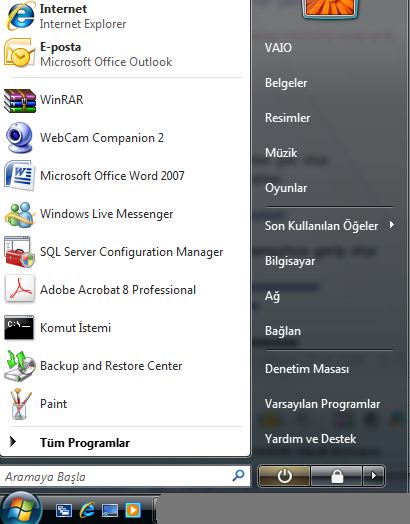 Internet
Internet Explorer
E-posta
Microsoft Office Outlook
WinRAR
WebCam Companion 2
Microsoft Office Word 2007
Windows Live Messenger
SQL Server Configuration Manager
Adobe Acrobat 8 Professional
Komut İstemi
Backup and Restore Center
Paint
Tüm Programlar
Aramaya Başla
VAIO
Belgeler
Resimler
Müzik
Oyunlar
Son Kullanılan Öğeler
Bilgisayar
Ağ
Bağlan
Denetim Masası
Varsayılan Programlar
Yardım ve Destek